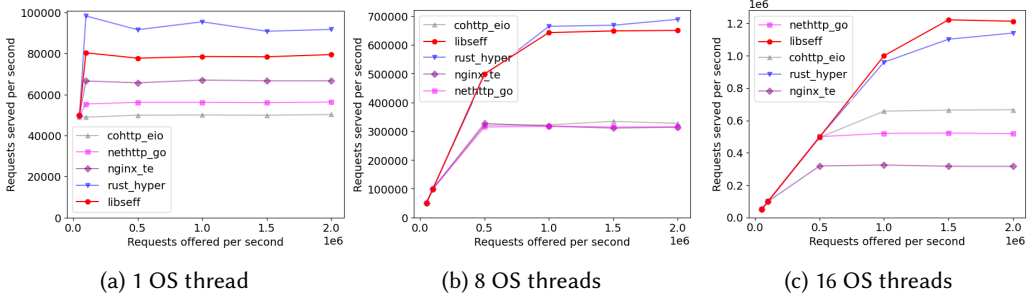 100000
80000
60000
40000
20000
0
Requests served per second
cohttp_eio
nethttp_go
nginx_te
rust_hyper
libseff
0.0 0.5 1.0 1.5 2.0
1e6
Requests offered per second
(a) 1 OS thread
700000
600000
500000
400000
300000
200000
100000
0
Requests served per second
cohttp_eio
libseff
rust_hyper
nginx_te
nethttp_go
0.0 0.5 1.0 1.5 2.0
1e6
Requests offered per second
(b) 8 OS threads
1e6
1.2
1.0
0.8
0.6
0.4
0.2
0.0
Requests served per second
nethttp_go
libseff
cohttp_eio
rust_hyper
nginx_te
0.0 0.5 1.0 1.5 2.0
1e6
Requests offered per second
(c) 16 OS threads